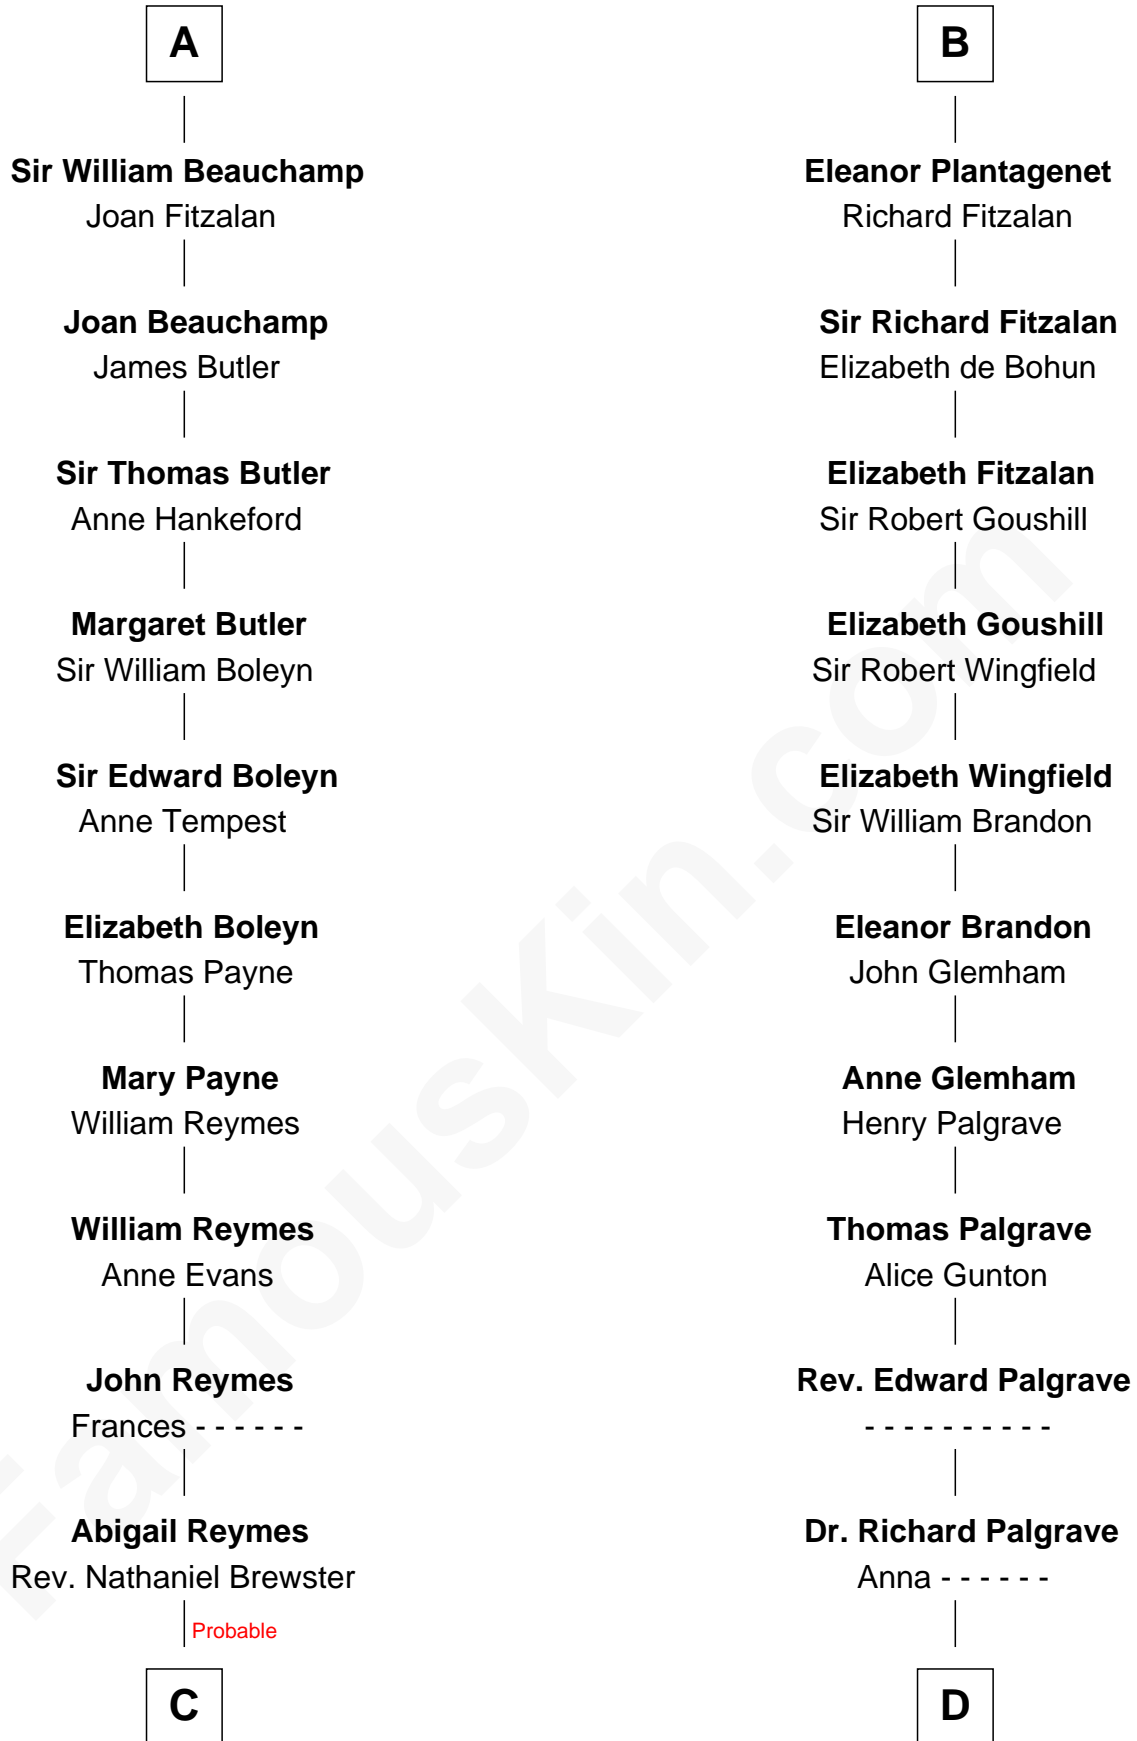 A
Sir William Beauchamp
Joan Fitzalan
Joan Beauchamp
James Butler
Sir Thomas Butler
Anne Hankeford
Margaret Butler
Sir William Boleyn
Sir Edward Boleyn
Anne Tempest
Elizabeth Boleyn
Thomas Payne
Mary Payne
William Reymes
William Reymes
Anne Evans
John Reymes
Frances - - - - - -
Abigail Reymes
Rev. Nathaniel Brewster
Probable
C
B
Eleanor Plantagenet
Richard Fitzalan
Sir Richard Fitzalan
Elizabeth de Bohun
Elizabeth Fitzalan
Sir Robert Goushill
Elizabeth Goushill
Sir Robert Wingfield
Elizabeth Wingfield
Sir William Brandon
Eleanor Brandon
John Glemham
Anne Glemham
Henry Palgrave
Thomas Palgrave
Alice Gunton
Rev. Edward Palgrave
- - - - - - - - - -
Dr. Richard Palgrave
Anna - - - - - -
D
FamousKin.com